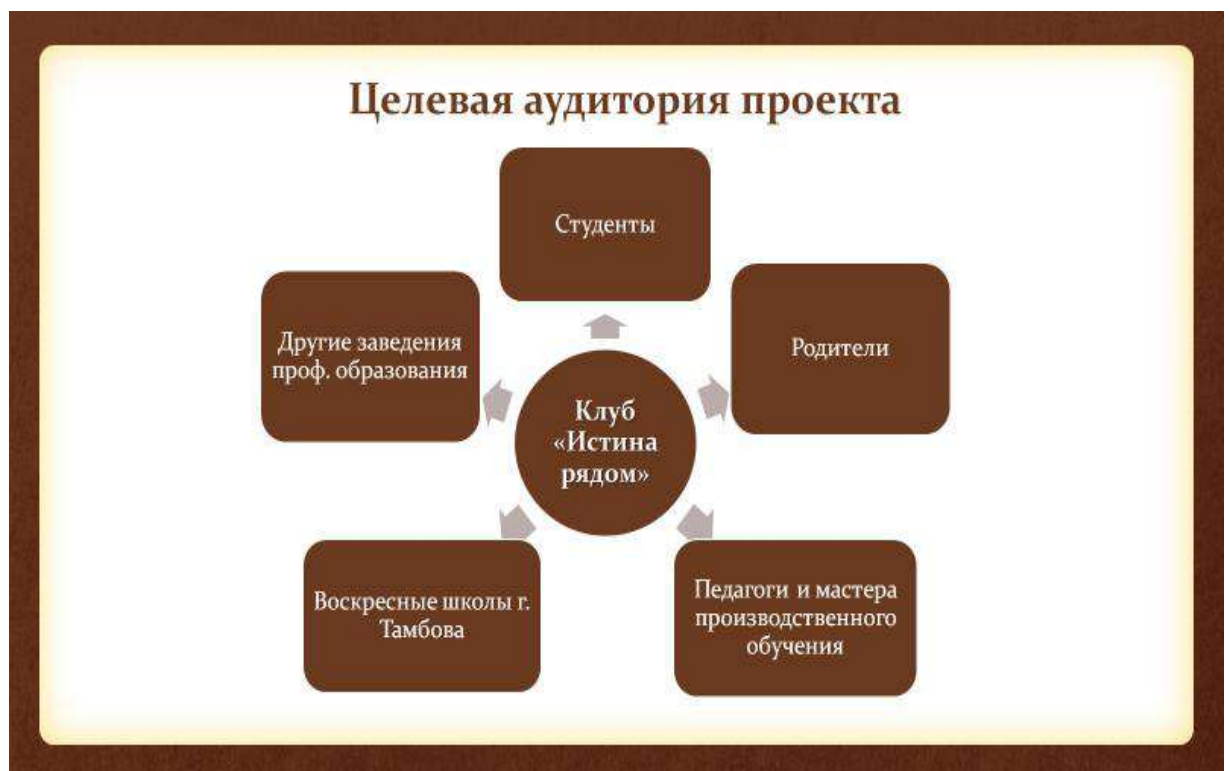 Целевая аудитория проекта
Студенты
Родители
Педагоги и мастера
производственного
обучения
Воскресные школы г.
Тамбова
Другие заведения
проф. образования
Клуб
«Истина
рядом»